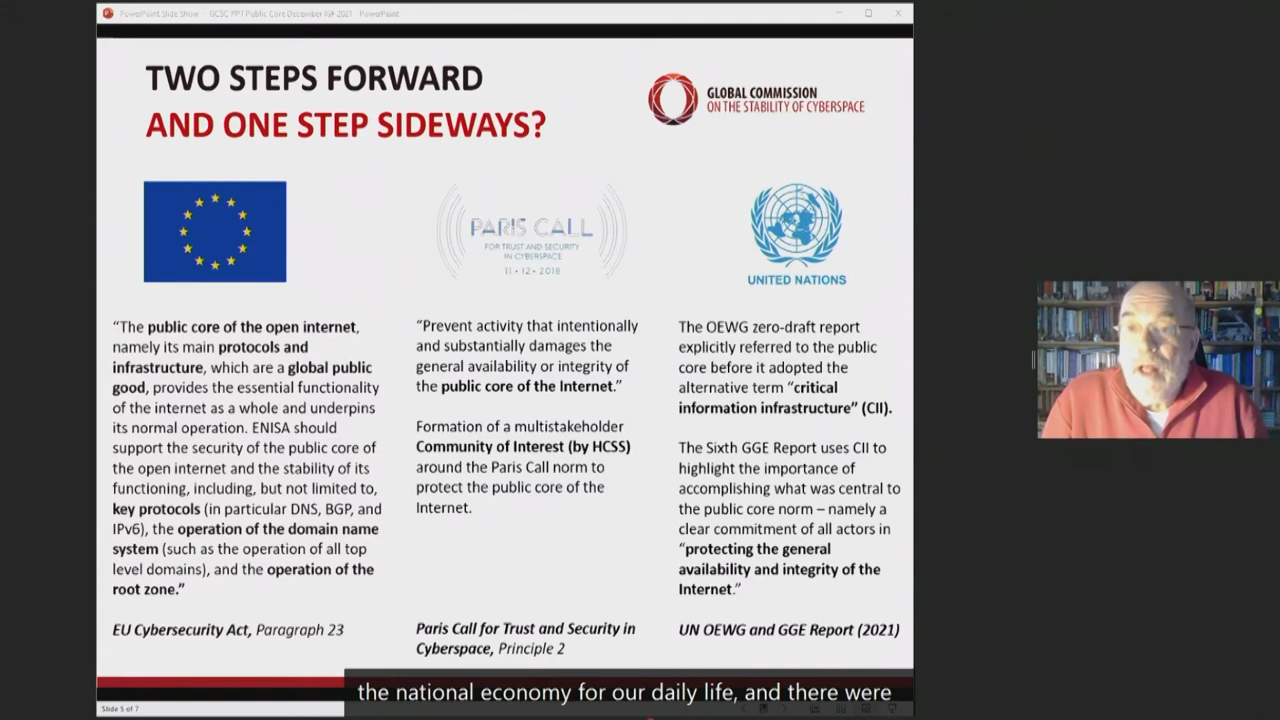 PowerPoint Slide Show - GCSC PPT Public Core December IGF 2021 - PowerPoint
TWO STEPS FORWARD
AND ONE STEP SIDEWAYS?
GLOBAL COMMISSION
ON THE STABILITY OF CYBERSPACE
"The public core of the open internet,
namely its main protocols and
infrastructure, which are a global public
good, provides the essential functionality
of the internet as a whole and underpins
its normal operation. ENISA should
support the security of the public core of
the open internet and the stability of its
functioning, including, but not limited to,
key protocols (in particular DNS, BGP, and
IPv6), the operation of the domain name
system (such as the operation of all top
level domains), and the operation of the
root zone."
EU Cybersecurity Act, Paragraph 23
PARIS CALL
FOR TRUST AND SECURITY
IN CYBERSPACE
11 • 12 • 2018
"Prevent activity that intentionally
and substantially damages the
general availability or integrity of
the public core of the Internet."
Formation of a multistakeholder
Community of Interest (by HCSS)
around the Paris Call norm to
protect the public core of the
Internet.
Paris Call for Trust and Security in
Cyberspace, Principle 2
UNITED NATIONS
The OEWG zero-draft report
explicitly referred to the public
core before it adopted the
alternative term "critical
information infrastructure" (CII).
The Sixth GGE Report uses CII to
highlight the importance of
accomplishing what was central to
the public core norm – namely a
clear commitment of all actors in
"protecting the general
availability and integrity of the
Internet."
UN OEWG and GGE Report (2021)
the national economy for our daily life, and there were
Slide 5 of 7